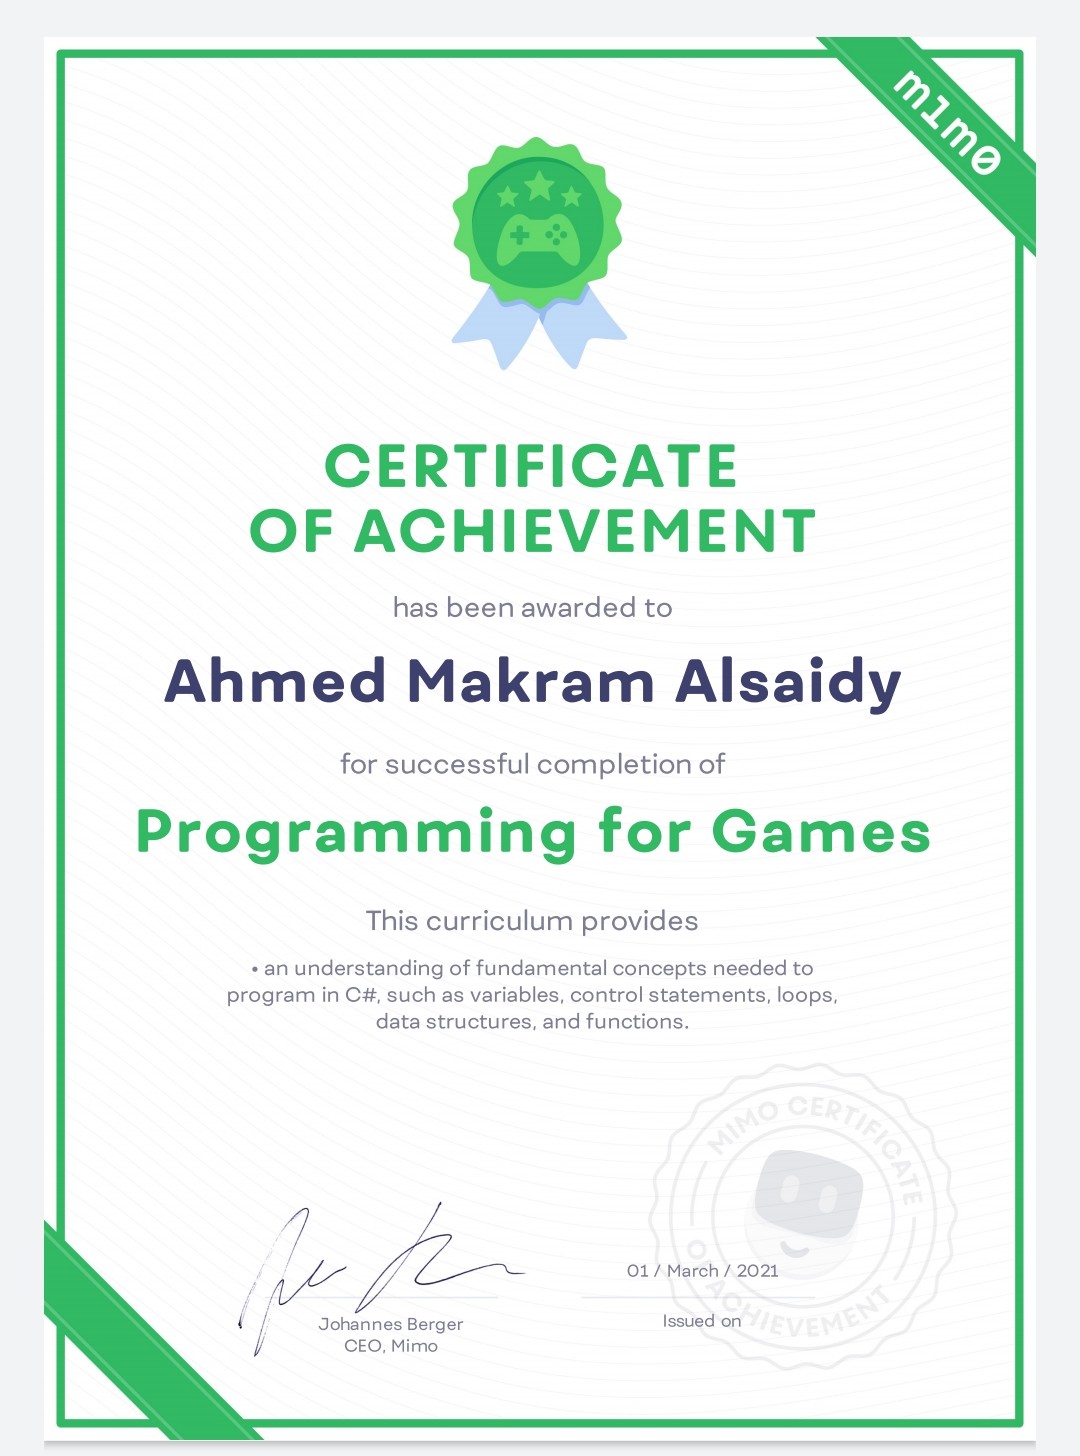 m1m0
CERTIFICATE
OF ACHIEVEMENT
has been awarded to
Ahmed Makram Alsaidy
for successful completion of
Programming for Games
This curriculum provides
• an understanding of fundamental concepts needed to
program in C#, such as variables, control statements, loops,
data structures, and functions.
MIMO CERTIFICATE
OF ACHIEVEMENT
01 / March / 2021
Johannes Berger
CEO, Mimo
Issued on